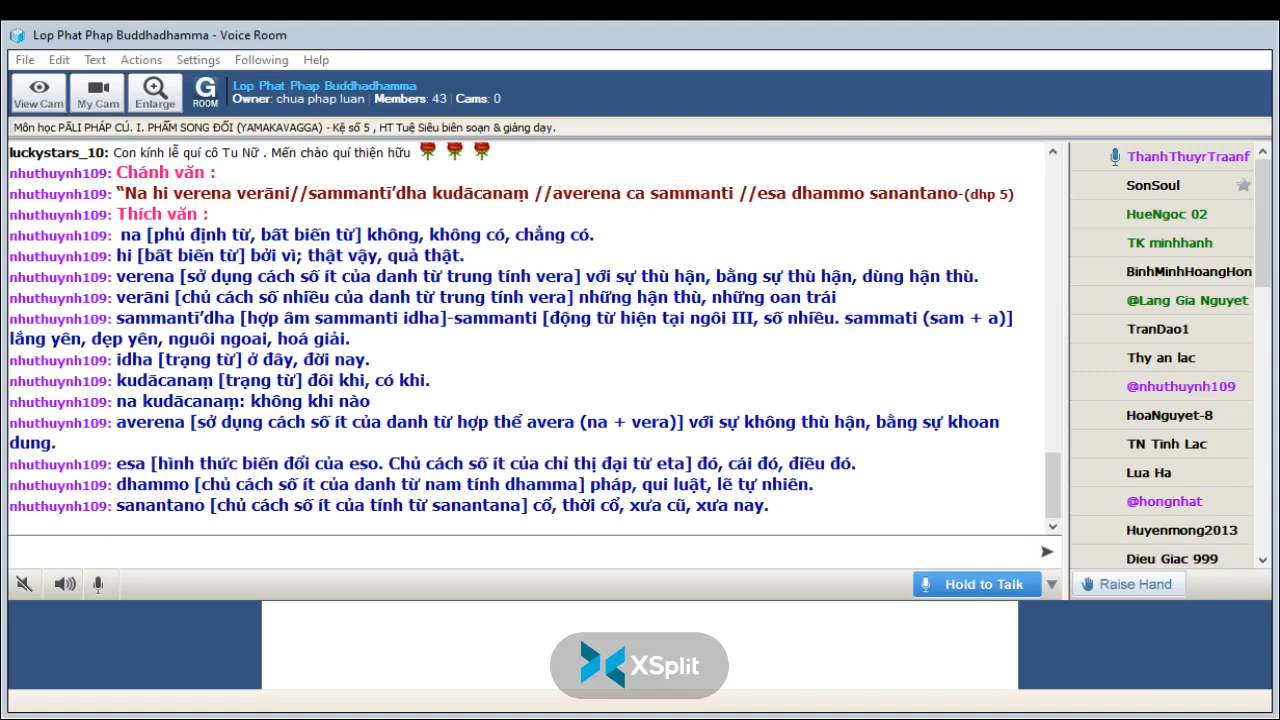 Lop Phat Phap Buddhadhamma - Voice Room
File Edit Text Actions Settings Following Help
View Cam My Cam Enlarge G ROOM
Lop Phat Phap Buddhadhamma
Owner: chua phap luan | Members: 43 | Cams: 0
Môn học PĀLI PHÁP CÚ. I. PHẨM SONG ĐỐI (YAMAKAVAGGA) - Kệ số 5 , HT Tuệ Siêu biên soạn & giảng dạy.
luckystars_10: Con kính lễ quí cô Tu Nữ . Mến chào quí thiện hữu
nhuthuynh109: Chánh văn :
nhuthuynh109: "Na hi verena verāni//sammantī'dha kudācanaṃ //averena ca sammanti //esa dhammo sanantano-(dhp 5)
nhuthuynh109: Thích văn :
nhuthuynh109: na [phủ định từ, bất biến từ] không, không có, chẳng có.
nhuthuynh109: hi [bất biến từ] bởi vì; thật vậy, quả thật.
nhuthuynh109: verena [sở dụng cách số ít của danh từ trung tính vera] với sự thù hận, bằng sự thù hận, dùng hận thù.
nhuthuynh109: verāni [chủ cách số nhiều của danh từ trung tính vera] những hận thù, những oan trái
nhuthuynh109: sammantī'dha [hợp âm sammanti idha]-sammanti [động từ hiện tại ngôi III, số nhiều. sammati (sam + a)]
lắng yên, dẹp yên, nguôi ngoai, hoá giải.
nhuthuynh109: idha [trạng từ] ở đây, đời nay.
nhuthuynh109: kudācanaṃ [trạng từ] đôi khi, có khi.
nhuthuynh109: na kudācanaṃ: không khi nào
nhuthuynh109: averena [sở dụng cách số ít của danh từ hợp thể avera (na + vera)] với sự không thù hận, bằng sự khoan
dung.
nhuthuynh109: esa [hình thức biến đổi của eso. Chủ cách số ít của chỉ thị đại từ eta] đó, cái đó, điều đó.
nhuthuynh109: dhammo [chủ cách số ít của danh từ nam tính dhamma] pháp, qui luật, lẽ tự nhiên.
nhuthuynh109: sanantano [chủ cách số ít của tính từ sanantana] cổ, thời cổ, xưa cũ, xưa nay.
ThanhThuyrTraanf
SonSoul
HueNgoc 02
TK minhhanh
BinhMinhHoangHon
@Lang Gia Nguyet
TranDao1
Thy an lac
@nhuthuynh109
HoaNguyet-8
TN Tinh Lac
Lua Ha
@hongnhat
Huyenmong2013
Dieu Giac 999
Hold to Talk
Raise Hand
XSplit